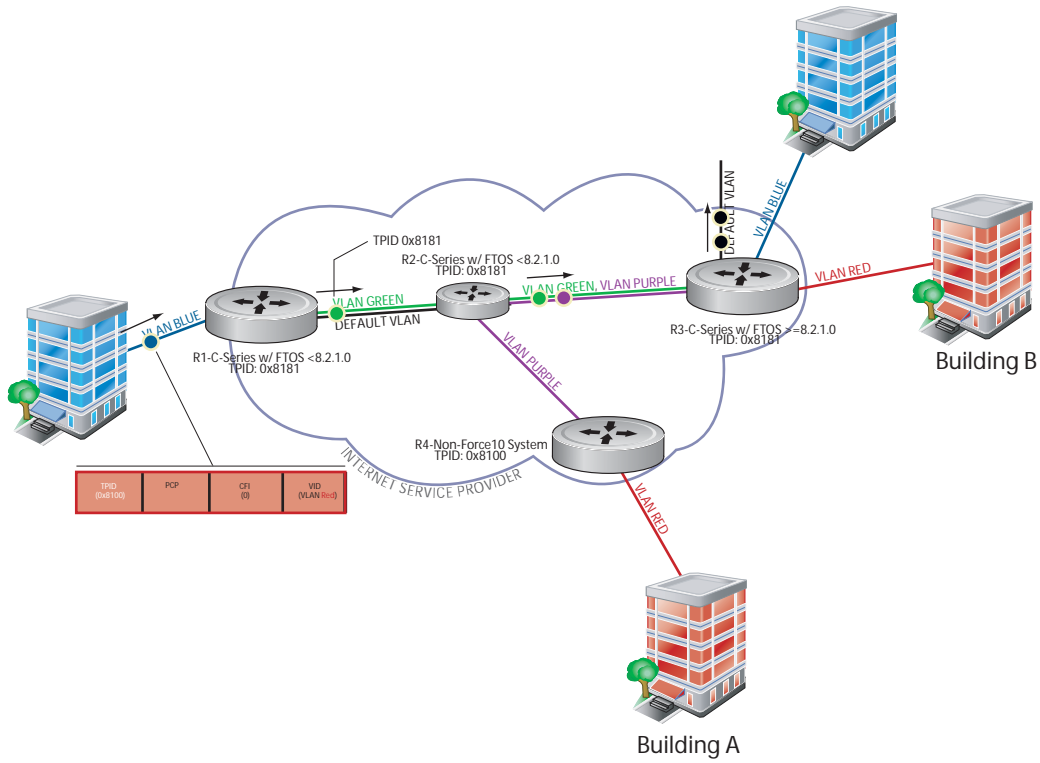 VLAN BLUE
DEFAULT VLAN
TPID 0x8181
R2-C-Series w/ FTOS <8.2.1.0
TPID: 0x8181
VLAN RED
VLAN GREEN
VLAN GREEN, VLAN PURPLE
VLAN BLUE
DEFAULT VLAN
R3-C-Series w/ FTOS >=8.2.1.0
TPID: 0x8181
R1-C-Series w/ FTOS <8.2.1.0
TPID: 0x8181
Building B
VLAN PURPLE
R4-Non-Force10 System
TPID: 0x8100
INTERNET SERVICE PROVIDER
TPID
(0x8100)
PCP
CFI
(0)
VID
(VLAN Red)
VLAN RED
Building A